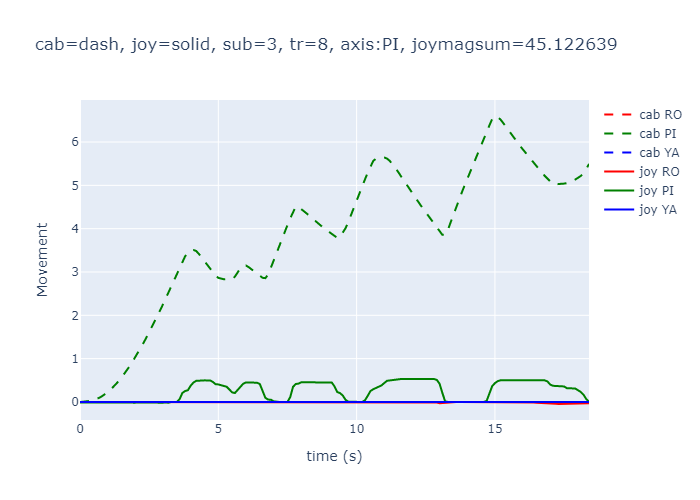 cab=dash, joy=solid, sub=3, tr=8, axis:PI, joymagsum=45.122639
cab RO
cab PI
cab YA
joy RO
joy PI
joy YA
Movement
6
5
4
3
2
1
0
0 5 10 15
time (s)